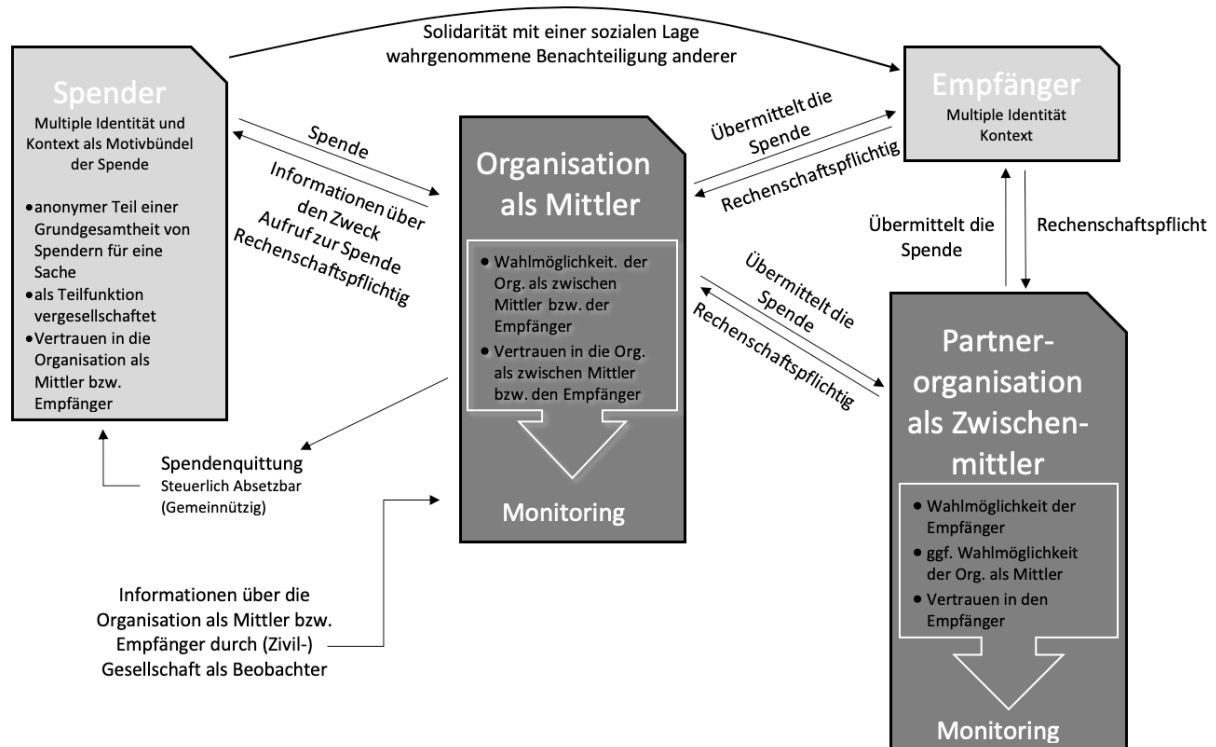 Solidarität mit einer sozialen Lage
wahrgenommene Benachteiligung anderer
Spender
Multiple Identität und
Kontext als Motivbündel
der Spende
•anonymer Teil einer
Grundgesamtheit von
Spendern für eine
Sache
•als Teilfunktion
vergesellschaftet
•Vertrauen in die
Organisation als
Mittler bzw.
Empfänger
Spende
Informationen über
den Zweck
Aufruf zur Spende
Rechenschaftspflichtig
Spendenquittung
Steuerlich Absetzbar
(Gemeinnützig)
Informationen über die
Organisation als Mittler bzw.
Empfänger durch (Zivil-)
Gesellschaft als Beobachter
Organisation
als Mittler
• Wahlmöglichkeit. der
Org. als zwischen
Mittler bzw. der
Empfänger
• Vertrauen in die Org.
als zwischen Mittler
bzw. den Empfänger
Monitoring
Übermittelt die
Spende
Rechenschaftspflichtig
Übermittelt die
Spende
Rechenschaftspflichtig
Empfänger
Multiple Identität
Kontext
Übermittelt die
Spende
Rechenschaftspflicht
Partner-
organisation
als Zwischen-
mittler
• Wahlmöglichkeit der
Empfänger
• ggf. Wahlmöglichkeit
der Org. als Mittler
• Vertrauen in den
Empfänger
Monitoring